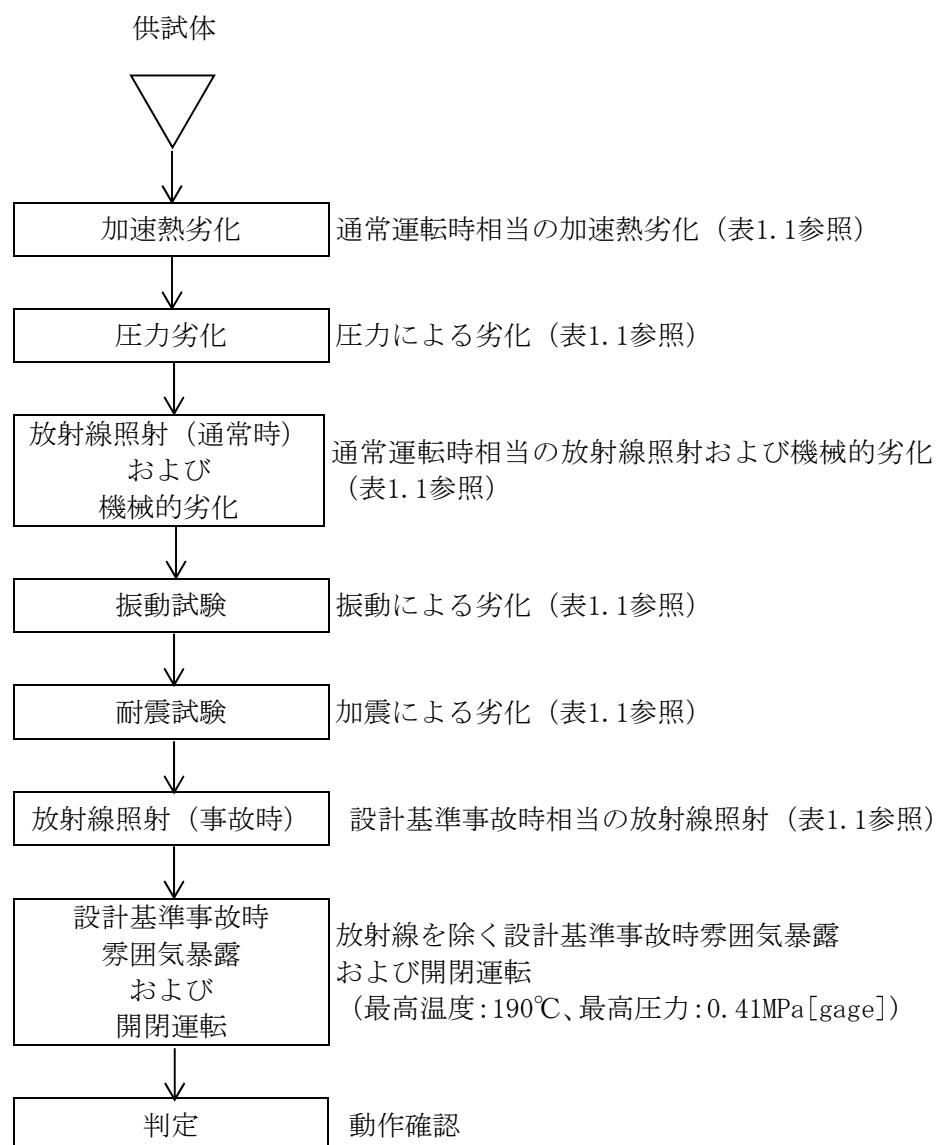 供試体
加速熱劣化
通常運転時相当の加速熱劣化（表1.1参照）
圧力劣化
圧力による劣化（表1.1参照）
放射線照射（通常時）
および
機械的劣化
通常運転時相当の放射線照射および機械的劣化
（表1.1参照）
振動試験
振動による劣化（表1.1参照）
耐震試験
加震による劣化（表1.1参照）
放射線照射（事故時）
設計基準事故時相当の放射線照射（表1.1参照）
設計基準事故時
雰囲気暴露
および
開閉運転
放射線を除く設計基準事故時雰囲気暴露
および開閉運転
（最高温度:190℃、最高圧力:0.41MPa[gage]）
判定
動作確認